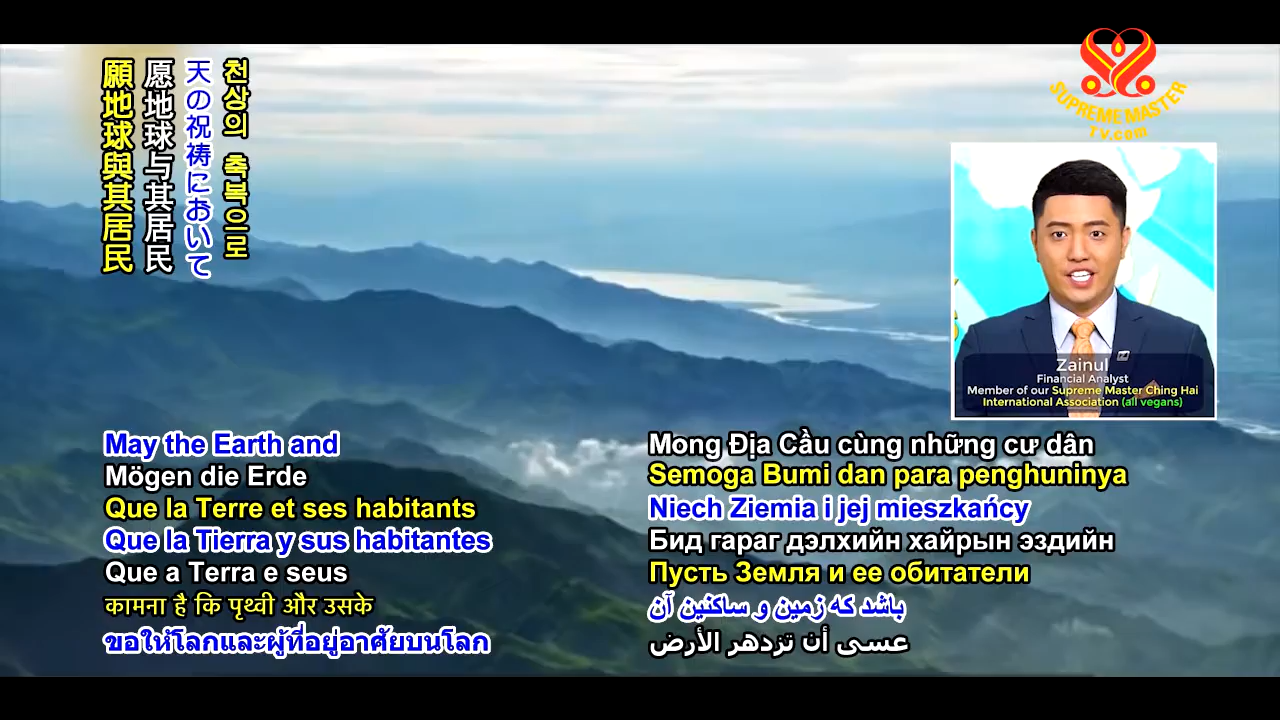 願地球與其居民
愿地球与其居民
天の祝祷において
천상의 축복으로
SUPREME MASTER
TV.com
Zainul
Financial Analyst
Member of our Supreme Master Ching Hai
International Association (all vegans)
May the Earth and
Mögen die Erde
Que la Terre et ses habitants
Que la Tierra y sus habitantes
Que a Terra e seus
कामना है कि पृथ्वी और उसके
ขอให้โลกและผู้ที่อยู่อาศัยบนโลก
Mong Địa Cầu cùng những cư dân
Semoga Bumi dan para penghuninya
Niech Ziemia i jej mieszkańcy
Бид гараг дэлхийн хайрын эздийн
Пусть Земля и ее обитатели
باشد که زمین و ساکنین آن
عسى أن تزدهر الأرض